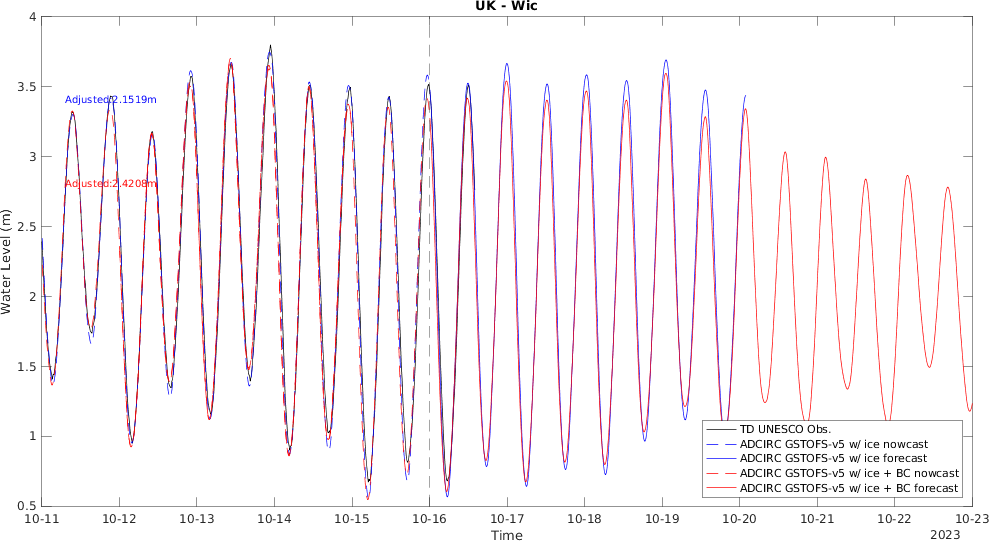 UK - Wic
4
3.5
3
2.5
2
1.5
1
0.5
Water Level (m)
Adjusted:2.1519m
Adjusted:2.4208m
TD UNESCO Obs.
ADCIRC GSTOFS-v5 w/ ice nowcast
ADCIRC GSTOFS-v5 w/ ice forecast
ADCIRC GSTOFS-v5 w/ ice + BC nowcast
ADCIRC GSTOFS-v5 w/ ice + BC forecast
10-11 10-12 10-13 10-14 10-15 10-16 10-17 10-18 10-19 10-20 10-21 10-22 10-23
Time
2023